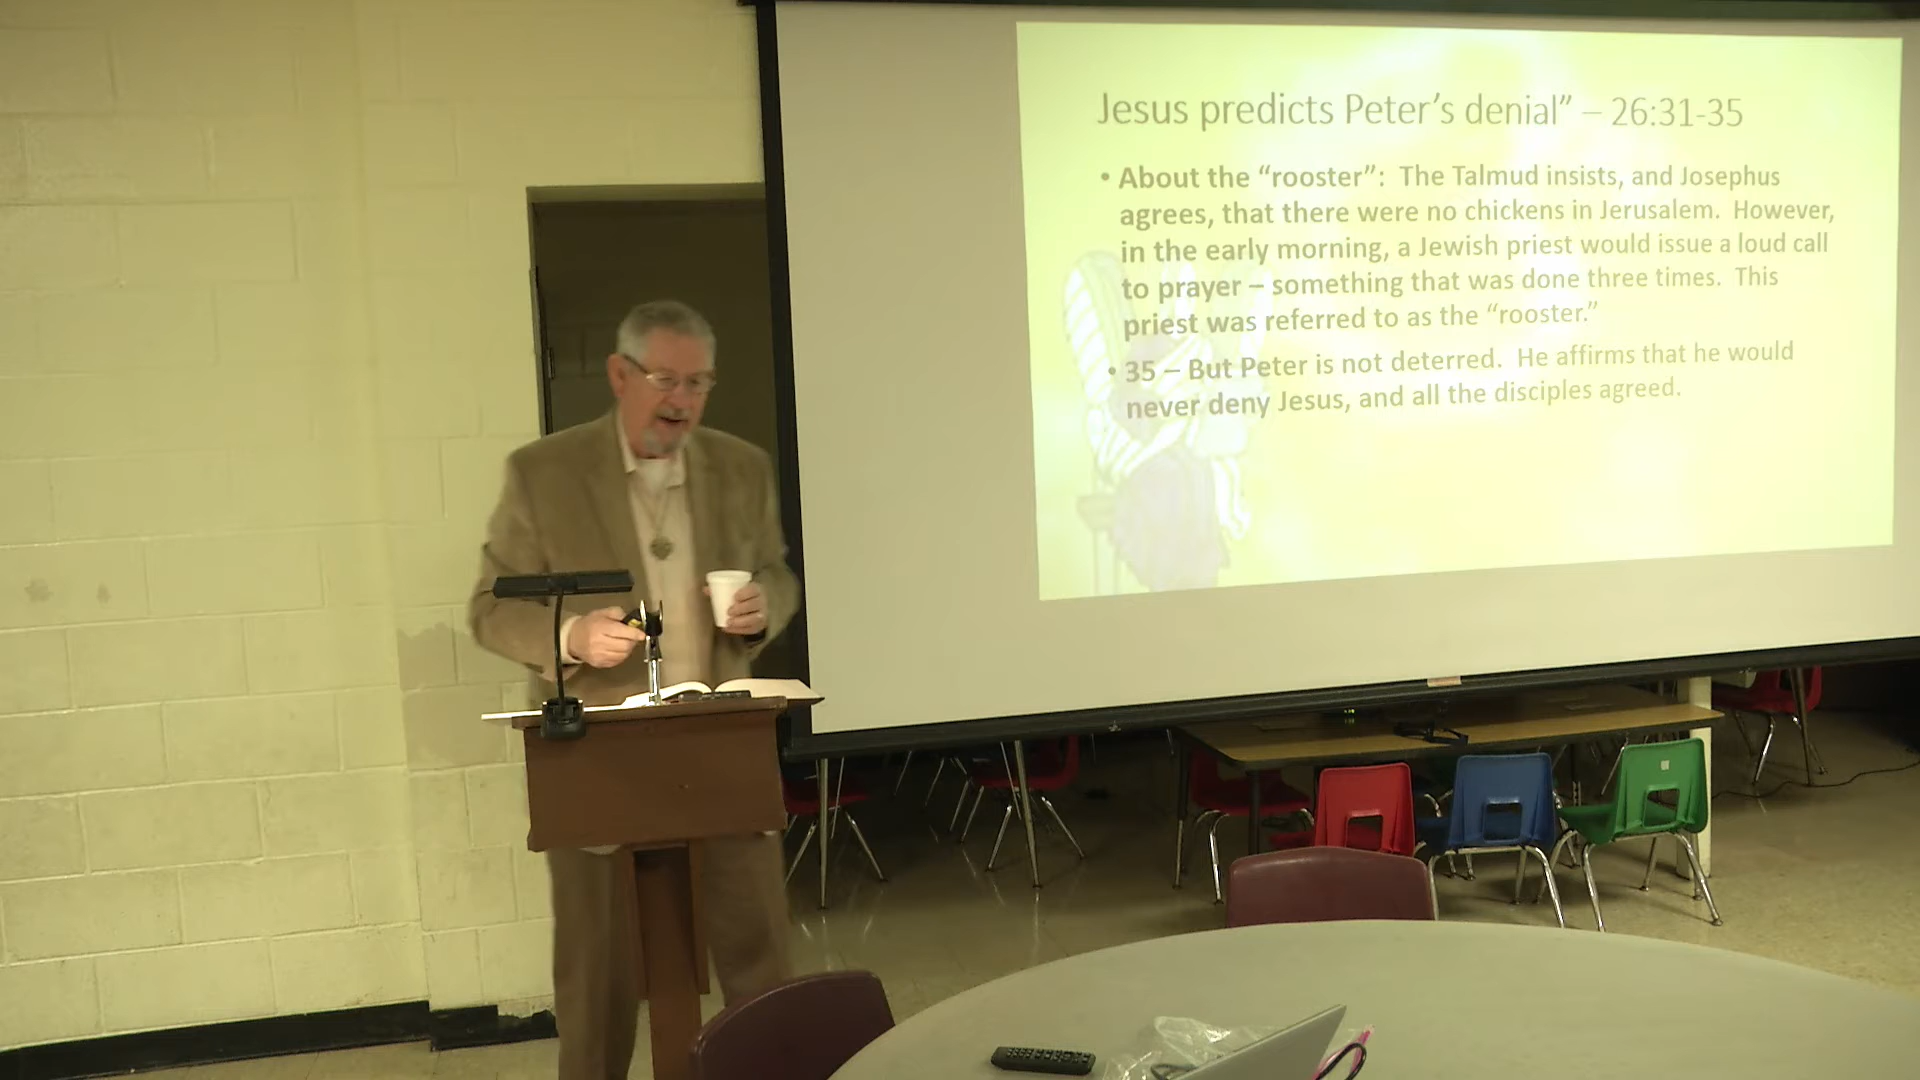 Jesus predicts Peter’s denial” – 26:31-35
• About the “rooster”: The Talmud insists, and Josephus
agrees, that there were no chickens in Jerusalem. However,
in the early morning, a Jewish priest would issue a loud call
to prayer – something that was done three times. This
priest was referred to as the “rooster.”
• 35 – But Peter is not deterred. He affirms that he would
never deny Jesus, and all the disciples agreed.